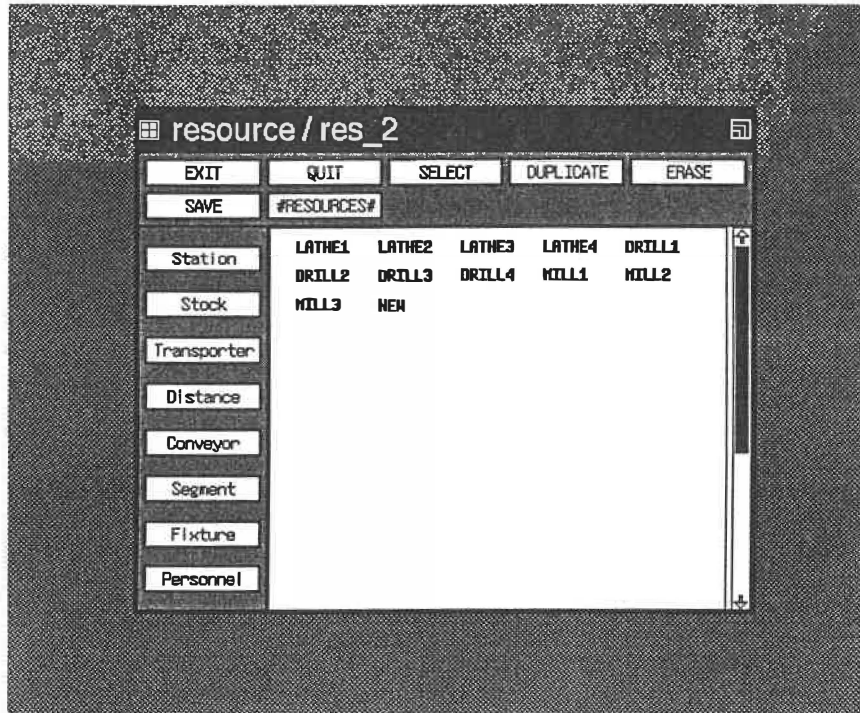 resource / res_2
EXIT QUIT SELECT DUPLICATE ERASE
SAVE #RESOURCES#
Station
Stock
Transporter
Distance
Conveyor
Segment
Fixture
Personnel
LATHE1 LATHE2 LATHE3 LATHE4 DRILL1
DRILL2 DRILL3 DRILL4 MILL1 MILL2
MILL3 NEW